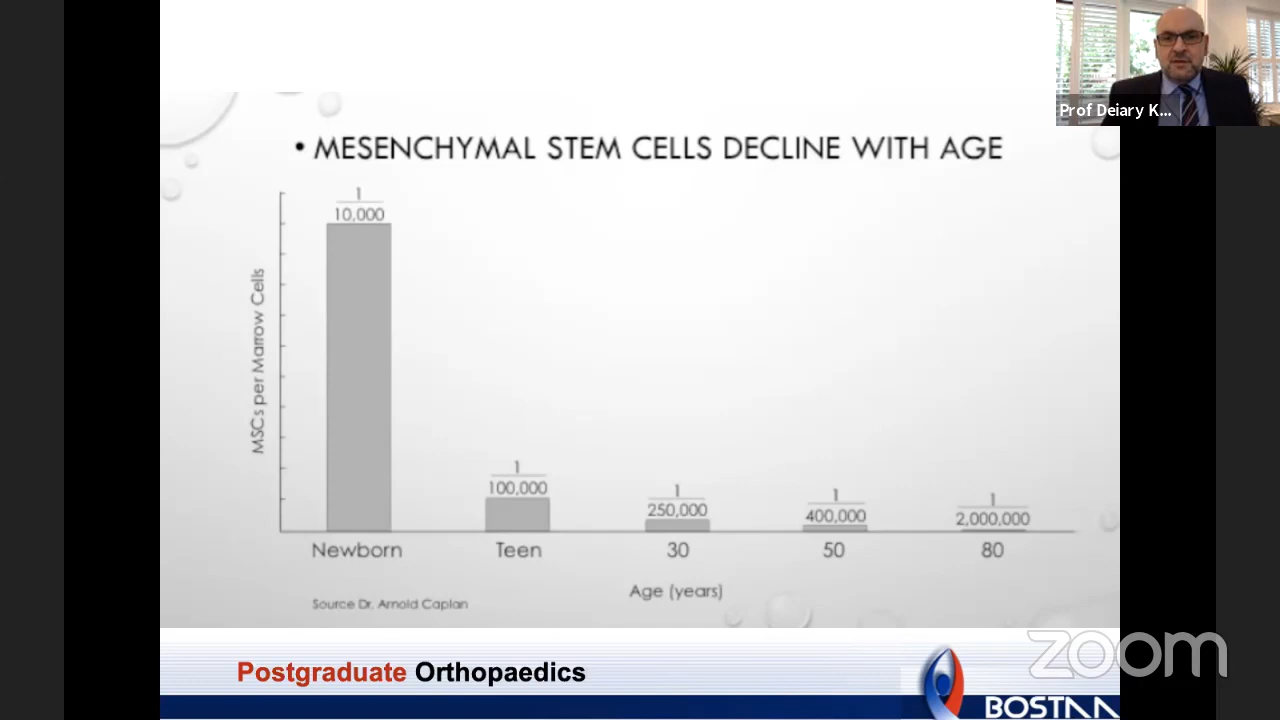 Prof Deiary K...
• MESENCHYMAL STEM CELLS DECLINE WITH AGE
MSCs per Marrow Cells
1
10,000
1
100,000
1
250,000
1
400,000
1
2,000,000
Newborn
Teen
30
50
80
Age (years)
Source Dr. Arnold Caplan
zoom
Postgraduate Orthopaedics